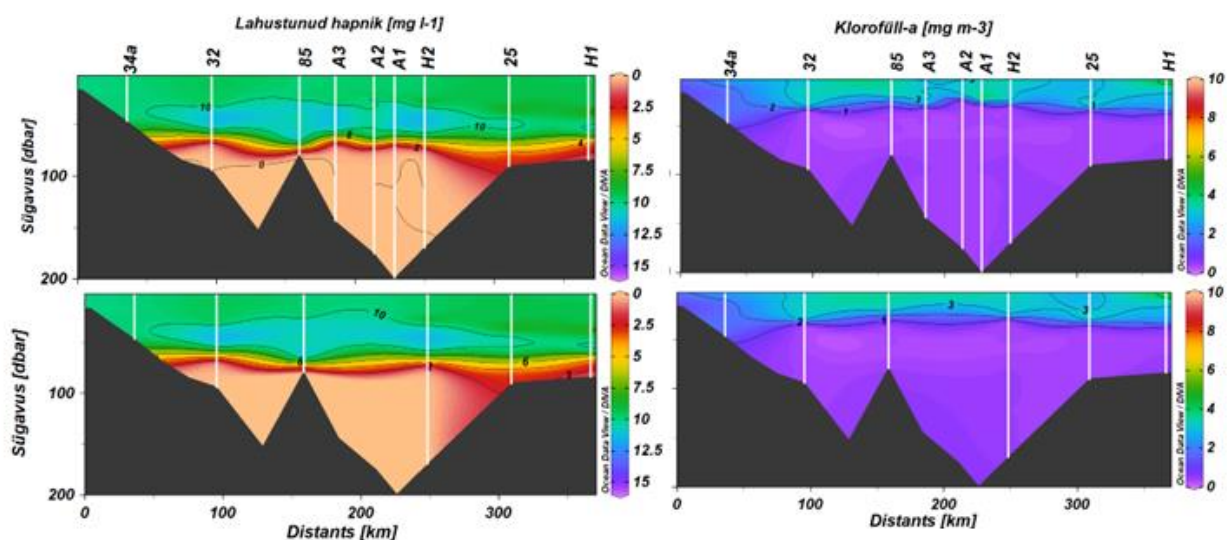 Lahustunud hapnik [mg l-1]
34a 32 85 A3 A2 A1 H2 25 H1
Sügavus [dbar]
100
200
10 10 8 8 0 4
0
2.5
5
7.5
10
12.5
15
Ocean Data View / DIVA
Klorofüll-a [mg m-3]
34a 32 85 A3 A2 A1 H2 25 H1
2 1 3 1
10
8
6
4
2
0
Ocean Data View / DIVA
Sügavus [dbar]
100
200
10 6 1 6
0
2.5
5
7.5
10
12.5
15
Ocean Data View / DIVA
0 100 200 300
Distants [km]
2 1 3 3
10
8
6
4
2
0
Ocean Data View / DIVA
0 100 200 300
Distants [km]